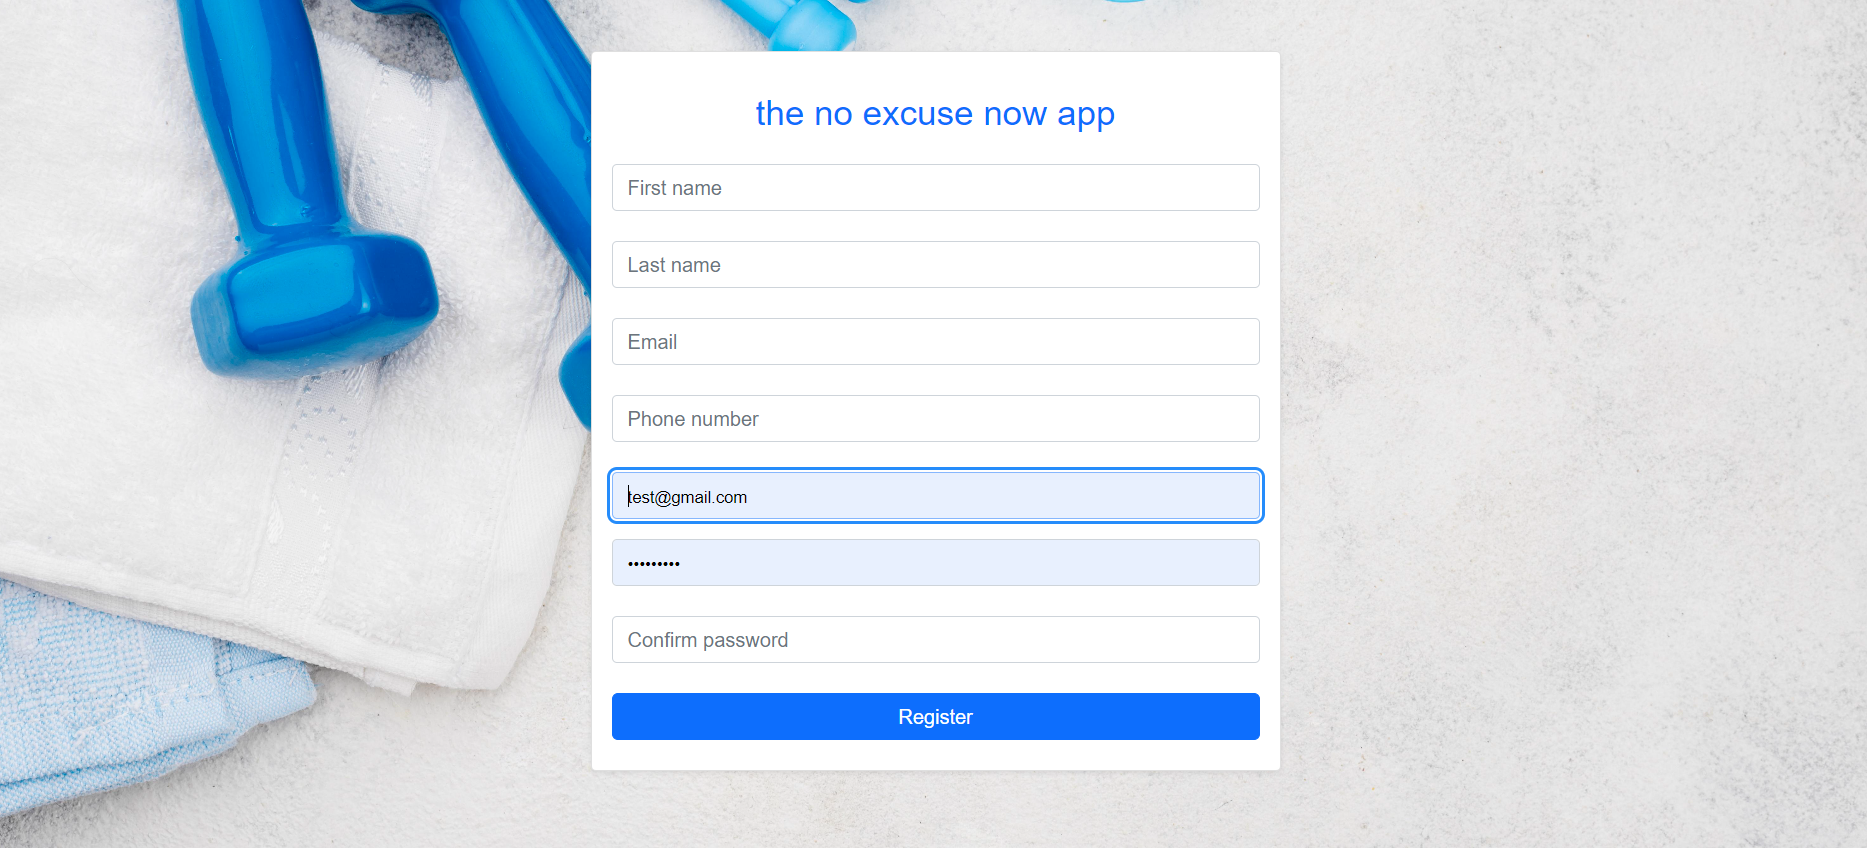 the no excuse now app
First name
Last name
Email
Phone number
test@gmail.com
•••••••••
Confirm password
Register